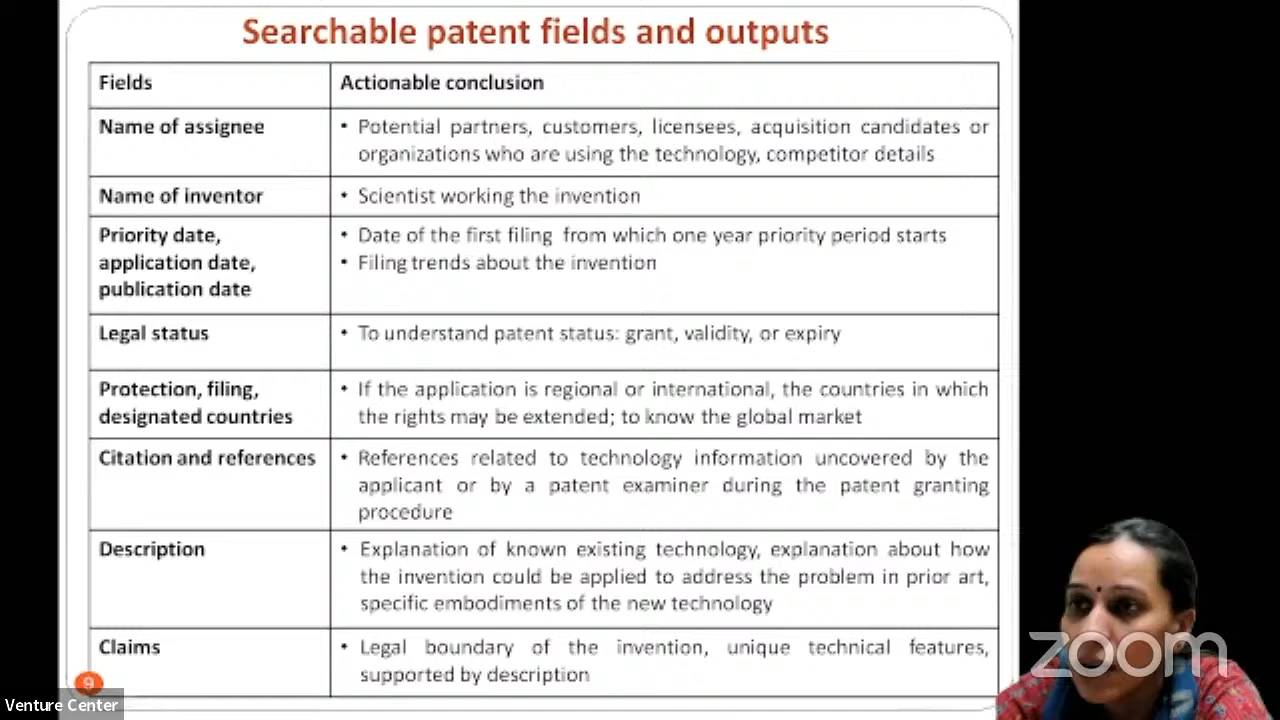 Searchable patent fields and outputs
Fields
Actionable conclusion
Name of assignee
• Potential partners, customers, licensees, acquisition candidates or
organizations who are using the technology, competitor details
Name of inventor
• Scientist working the invention
Priority date,
application date,
publication date
• Date of the first filing from which one year priority period starts
• Filing trends about the invention
Legal status
• To understand patent status: grant, validity, or expiry
Protection, filing,
designated countries
• If the application is regional or international, the countries in which
the rights may be extended; to know the global market
Citation and references
• References related to technology information uncovered by the
applicant or by a patent examiner during the patent granting
procedure
Description
• Explanation of known existing technology, explanation about how
the invention could be applied to address the problem in prior art,
specific embodiments of the new technology
Claims
• Legal boundary of the invention, unique technical features,
supported by description
9
Venture Center
zoom